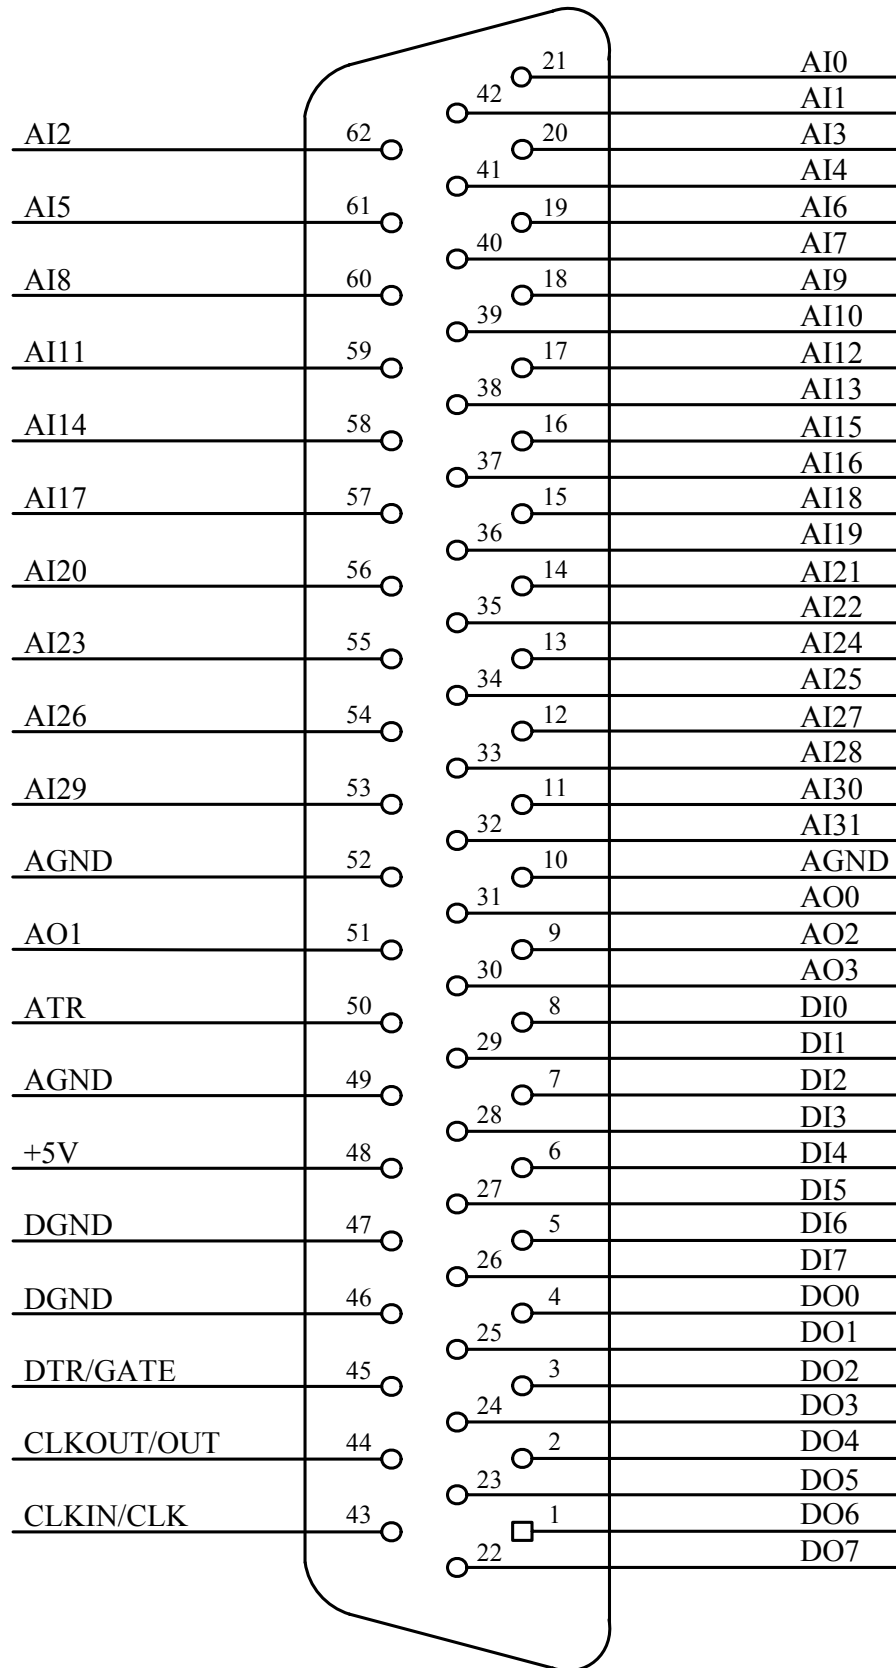 21 AI0
42 AI1
AI2 62 20 AI3
41 AI4
AI5 61 19 AI6
40 AI7
AI8 60 18 AI9
39 AI10
AI11 59 17 AI12
38 AI13
AI14 58 16 AI15
37 AI16
AI17 57 15 AI18
36 AI19
AI20 56 14 AI21
35 AI22
AI23 55 13 AI24
34 AI25
AI26 54 12 AI27
33 AI28
AI29 53 11 AI30
32 AI31
AGND 52 10 AGND
31 AO0
AO1 51 9 AO2
30 AO3
ATR 50 8 DI0
29 DI1
AGND 49 7 DI2
28 DI3
+5V 48 6 DI4
27 DI5
DGND 47 5 DI6
26 DI7
DGND 46 4 DO0
25 DO1
DTR/GATE 45 3 DO2
24 DO3
CLKOUT/OUT 44 2 DO4
23 DO5
CLKIN/CLK 43 1 DO6
22 DO7